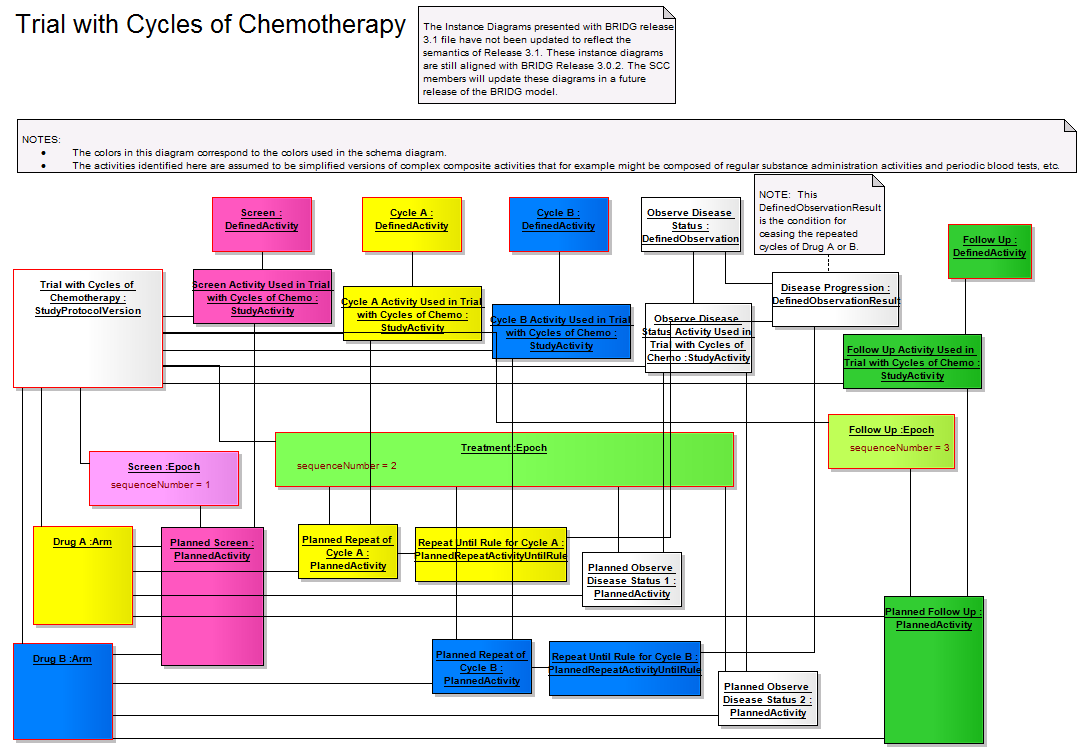 Trial with Cycles of Chemotherapy
The Instance Diagrams presented with BRIDG release
3.1 file have not been updated to reflect the
semantics of Release 3.1. These instance diagrams
are still aligned with BRIDG Release 3.0.2. The SCC
members will update these diagrams in a future
release of the BRIDG model.
NOTES:
• The colors in this diagram correspond to the colors used in the schema diagram.
• The activities identified here are assumed to be simplified versions of complex composite activities that for example might be composed of regular substance administration activities and periodic blood tests, etc.
NOTE: This
DefinedObservationResult
is the condition for
ceasing the repeated
cycles of Drug A or B.
Screen :
DefinedActivity
Cycle A :
DefinedActivity
Cycle B :
DefinedActivity
Observe Disease
Status :
DefinedObservation
Follow Up :
DefinedActivity
Trial with Cycles of
Chemotherapy :
StudyProtocolVersion
Screen Activity Used in Trial
with Cycles of Chemo :
StudyActivity
Cycle A Activity Used in Trial
with Cycles of Chemo :
StudyActivity
Cycle B Activity Used in Trial
with Cycles of Chemo :
StudyActivity
Observe Disease
Status Activity Used in
Trial with Cycles of
Chemo :StudyActivity
Disease Progression :
DefinedObservationResult
Follow Up Activity Used in
Trial with Cycles of Chemo :
StudyActivity
Screen :Epoch
sequenceNumber = 1
Treatment :Epoch
sequenceNumber = 2
Follow Up :Epoch
sequenceNumber = 3
Drug A :Arm
Planned Screen :
PlannedActivity
Planned Repeat of
Cycle A :
PlannedActivity
Repeat Until Rule for Cycle A :
PlannedRepeatActivityUntilRule
Planned Observe
Disease Status 1 :
PlannedActivity
Planned Follow Up :
PlannedActivity
Drug B :Arm
Planned Repeat of
Cycle B :
PlannedActivity
Repeat Until Rule for Cycle B :
PlannedRepeatActivityUntilRule
Planned Observe
Disease Status 2 :
PlannedActivity